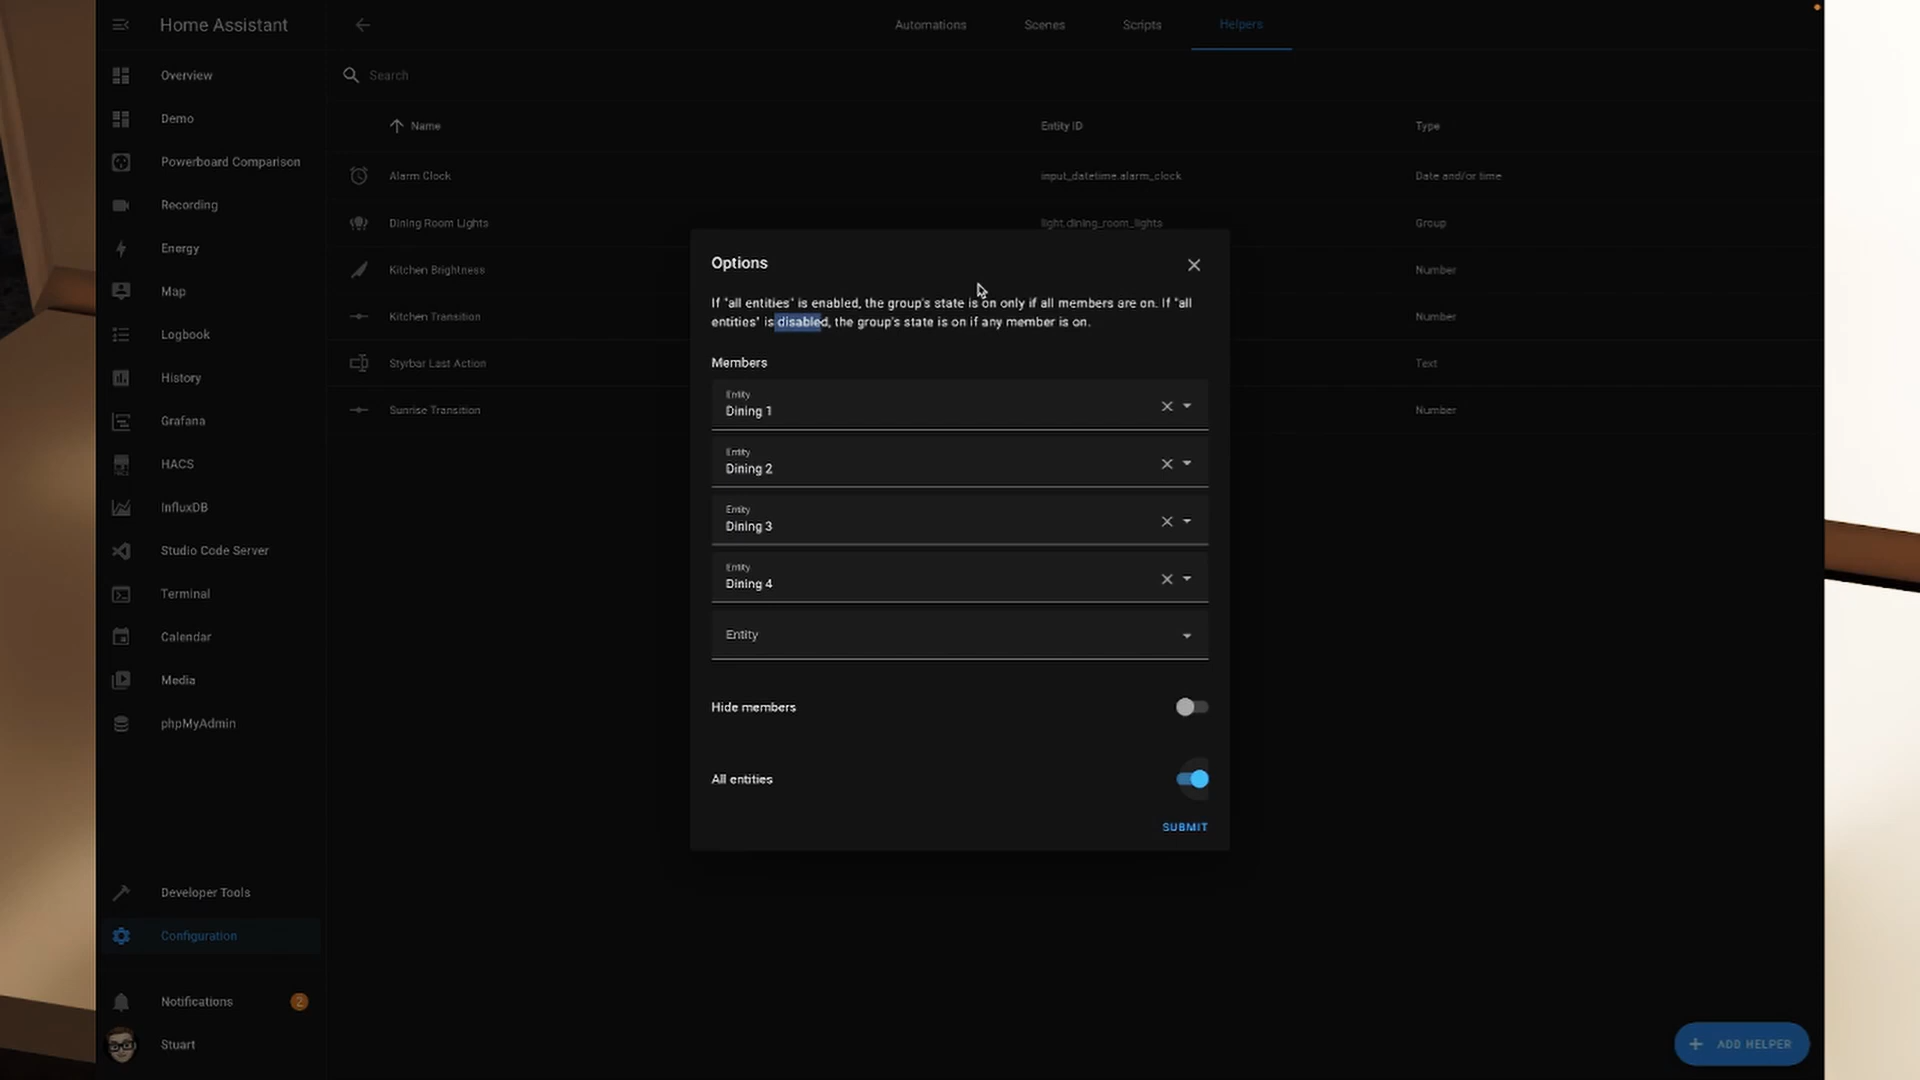 Home Assistant
Automations
Scenes
Scripts
Helpers
Overview
Demo
Powerboard Comparison
Recording
Energy
Map
Logbook
History
Grafana
HACS
InfluxDB
Studio Code Server
Terminal
Calendar
Media
phpMyAdmin
Developer Tools
Configuration
Notifications
2
Stuart
Search
Name
Entity ID
Type
Alarm Clock
input_datetime.alarm_clock
Date and/or time
Dining Room Lights
light.dining_room_lights
Group
Kitchen Brightness
Number
Kitchen Transition
Number
Styrbar Last Action
Text
Sunrise Transition
Number
Options
If "all entities" is enabled, the group's state is on only if all members are on. If "all
entities" is disabled, the group's state is on if any member is on.
Members
Entity
Dining 1
Entity
Dining 2
Entity
Dining 3
Entity
Dining 4
Entity
Hide members
All entities
SUBMIT
ADD HELPER